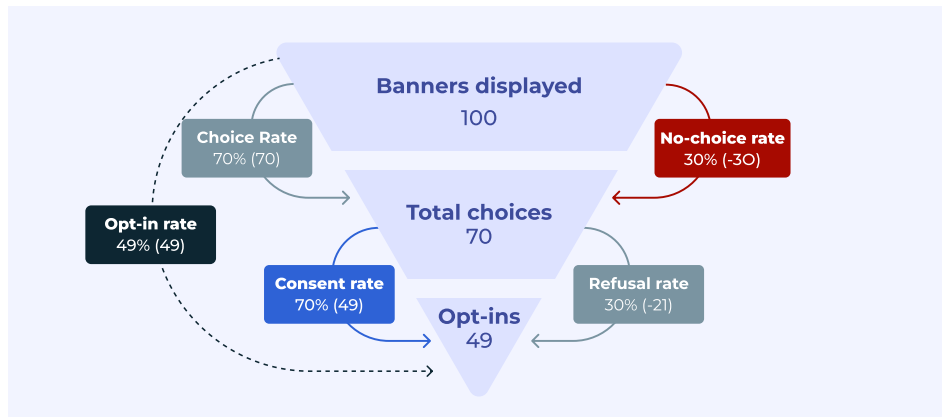 Banners displayed
100
Choice Rate
70% (70)
No-choice rate
30% (-3O)
Total choices
70
Opt-in rate
49% (49)
Consent rate
70% (49)
Refusal rate
30% (-21)
Opt-ins
49